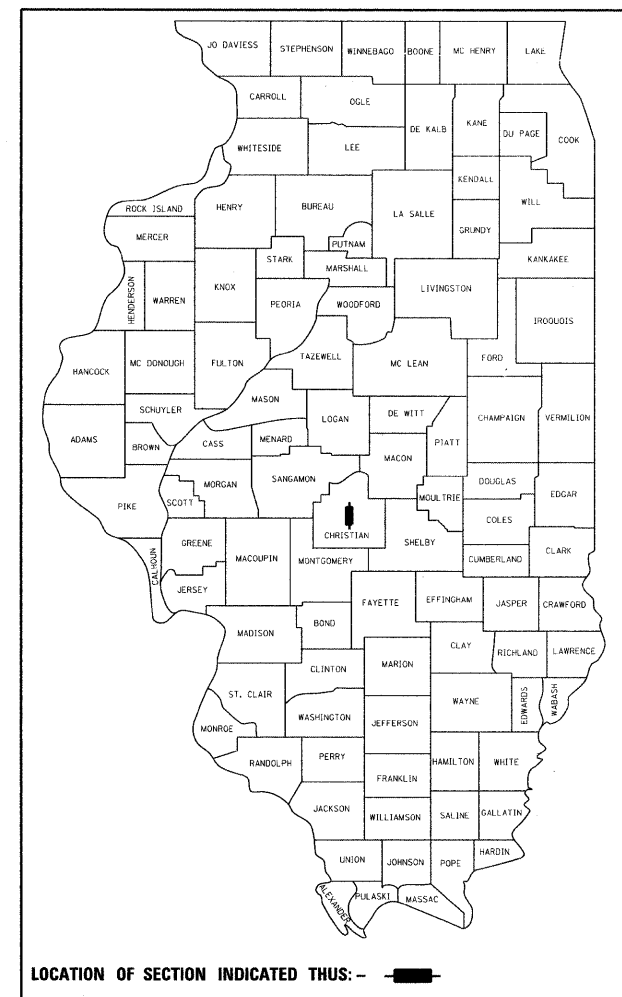 JO DAVIESS STEPHENSON WINNEBAGO BOONE MC HENRY LAKE
CARROLL OGLE DE KALB KANE DU PAGE COOK
WHITESIDE LEE
KENDALL WILL
ROCK ISLAND HENRY BUREAU LA SALLE GRUNDY
MERCER PUTNAM KANKAKEE
STARK MARSHALL
HENDERSON WARREN KNOX PEORIA WOODFORD LIVINGSTON IROQUOIS
HANCOCK MC DONOUGH FULTON TAZEWELL MC LEAN FORD
SCHUYLER MASON LOGAN DE WITT CHAMPAIGN VERMILION
ADAMS BROWN CASS MENARD MACON PIATT
PIKE SCOTT MORGAN SANGAMON MOULTRIE DOUGLAS EDGAR
CHRISTIAN COLES
CALHOUN GREENE MACOUPIN MONTGOMERY SHELBY CUMBERLAND CLARK
JERSEY FAYETTE EFFINGHAM JASPER CRAWFORD
MADISON BOND
CLINTON MARION CLAY RICHLAND LAWRENCE
ST. CLAIR WAYNE EDWARDS WABASH
MONROE WASHINGTON JEFFERSON
RANDOLPH PERRY HAMILTON WHITE
FRANKLIN
JACKSON WILLIAMSON SALINE GALLATIN
UNION JOHNSON POPE HARDIN
ALEXANDER PULASKI MASSAC
LOCATION OF SECTION INDICATED THUS: -